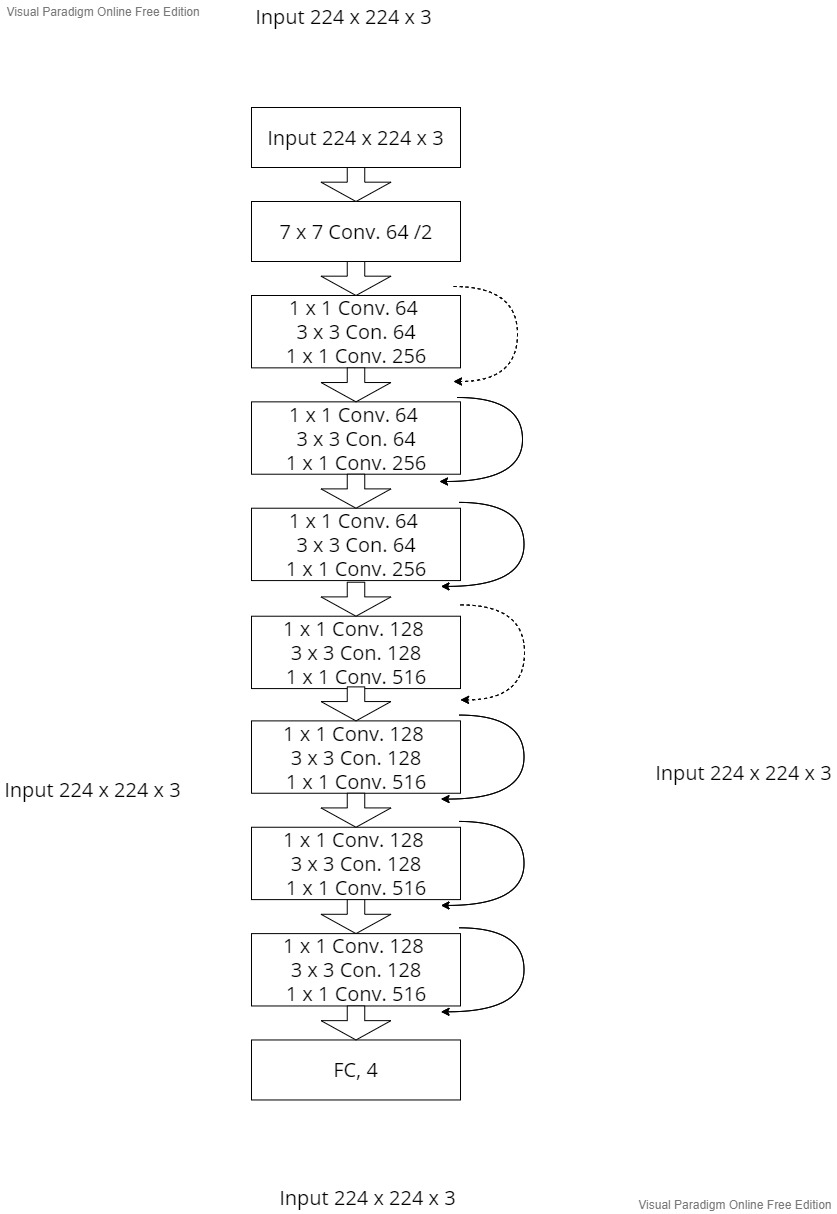 Visual Paradigm Online Free Edition
Input 224 x 224 x 3
Input 224 x 224 x 3
7 x 7 Conv. 64 /2
1 x 1 Conv. 64
3 x 3 Con. 64
1 x 1 Conv. 256
1 x 1 Conv. 64
3 x 3 Con. 64
1 x 1 Conv. 256
1 x 1 Conv. 64
3 x 3 Con. 64
1 x 1 Conv. 256
1 x 1 Conv. 128
3 x 3 Con. 128
1 x 1 Conv. 516
1 x 1 Conv. 128
3 x 3 Con. 128
1 x 1 Conv. 516
Input 224 x 224 x 3
Input 224 x 224 x 3
1 x 1 Conv. 128
3 x 3 Con. 128
1 x 1 Conv. 516
1 x 1 Conv. 128
3 x 3 Con. 128
1 x 1 Conv. 516
FC, 4
Input 224 x 224 x 3
Visual Paradigm Online Free Edition